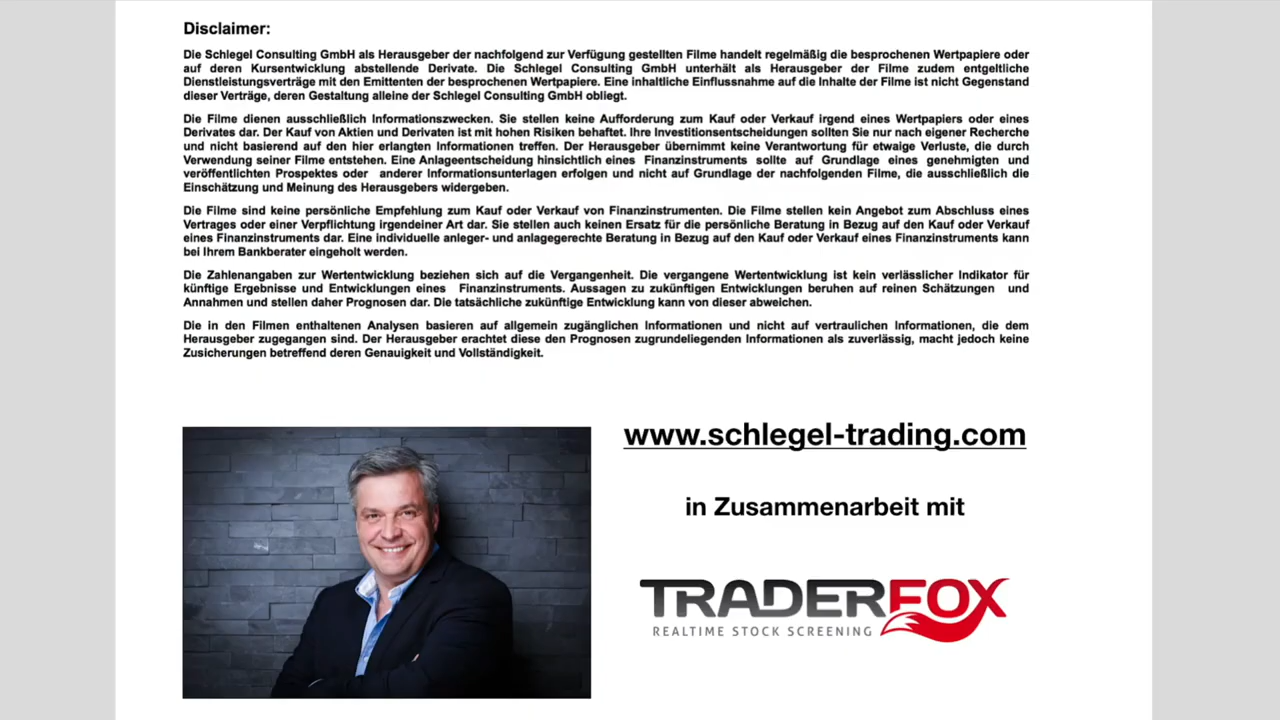 Disclaimer:
Die Schlegel Consulting GmbH als Herausgeber der nachfolgend zur Verfügung gestellten Filme handelt regelmäßig die besprochenen Wertpapiere oder
auf deren Kursentwicklung abstellende Derivate. Die Schlegel Consulting GmbH unterhält als Herausgeber der Filme zudem entgeltliche
Dienstleistungsverträge mit den Emittenten der besprochenen Wertpapiere. Eine inhaltliche Einflussnahme auf die Inhalte der Filme ist nicht Gegenstand
dieser Verträge, deren Gestaltung alleine der Schlegel Consulting GmbH obliegt.
Die Filme dienen ausschließlich Informationszwecken. Sie stellen keine Aufforderung zum Kauf oder Verkauf irgend eines Wertpapiers oder eines
Derivates dar. Der Kauf von Aktien und Derivaten ist mit hohen Risiken behaftet. Ihre Investitionsentscheidungen sollten Sie nur nach eigener Recherche
und nicht basierend auf den hier erlangten Informationen treffen. Der Herausgeber übernimmt keine Verantwortung für etwaige Verluste, die durch
Verwendung seiner Filme entstehen. Eine Anlageentscheidung hinsichtlich eines Finanzinstruments sollte auf Grundlage eines genehmigten und
veröffentlichten Prospektes oder anderer Informationsunterlagen erfolgen und nicht auf Grundlage der nachfolgenden Filme, die ausschließlich die
Einschätzung und Meinung des Herausgebers widergeben.
Die Filme sind keine persönliche Empfehlung zum Kauf oder Verkauf von Finanzinstrumenten. Die Filme stellen kein Angebot zum Abschluss eines
Vertrages oder einer Verpflichtung irgendeiner Art dar. Sie stellen auch keinen Ersatz für die persönliche Beratung in Bezug auf den Kauf oder Verkauf
eines Finanzinstruments dar. Eine individuelle anleger- und anlagegerechte Beratung in Bezug auf den Kauf oder Verkauf eines Finanzinstruments kann
bei Ihrem Bankberater eingeholt werden.
Die Zahlenangaben zur Wertentwicklung beziehen sich auf die Vergangenheit. Die vergangene Wertentwicklung ist kein verlässlicher Indikator für
künftige Ergebnisse und Entwicklungen eines Finanzinstruments. Aussagen zu zukünftigen Entwicklungen beruhen auf reinen Schätzungen und
Annahmen und stellen daher Prognosen dar. Die tatsächliche zukünftige Entwicklung kann von dieser abweichen.
Die in den Filmen enthaltenen Analysen basieren auf allgemein zugänglichen Informationen und nicht auf vertraulichen Informationen, die dem
Herausgeber zugegangen sind. Der Herausgeber erachtet diese den Prognosen zugrundeliegenden Informationen als zuverlässig, macht jedoch keine
Zusicherungen betreffend deren Genauigkeit und Vollständigkeit.
www.schlegel-trading.com
in Zusammenarbeit mit
TRADERFOX
REALTIME STOCK SCREENING